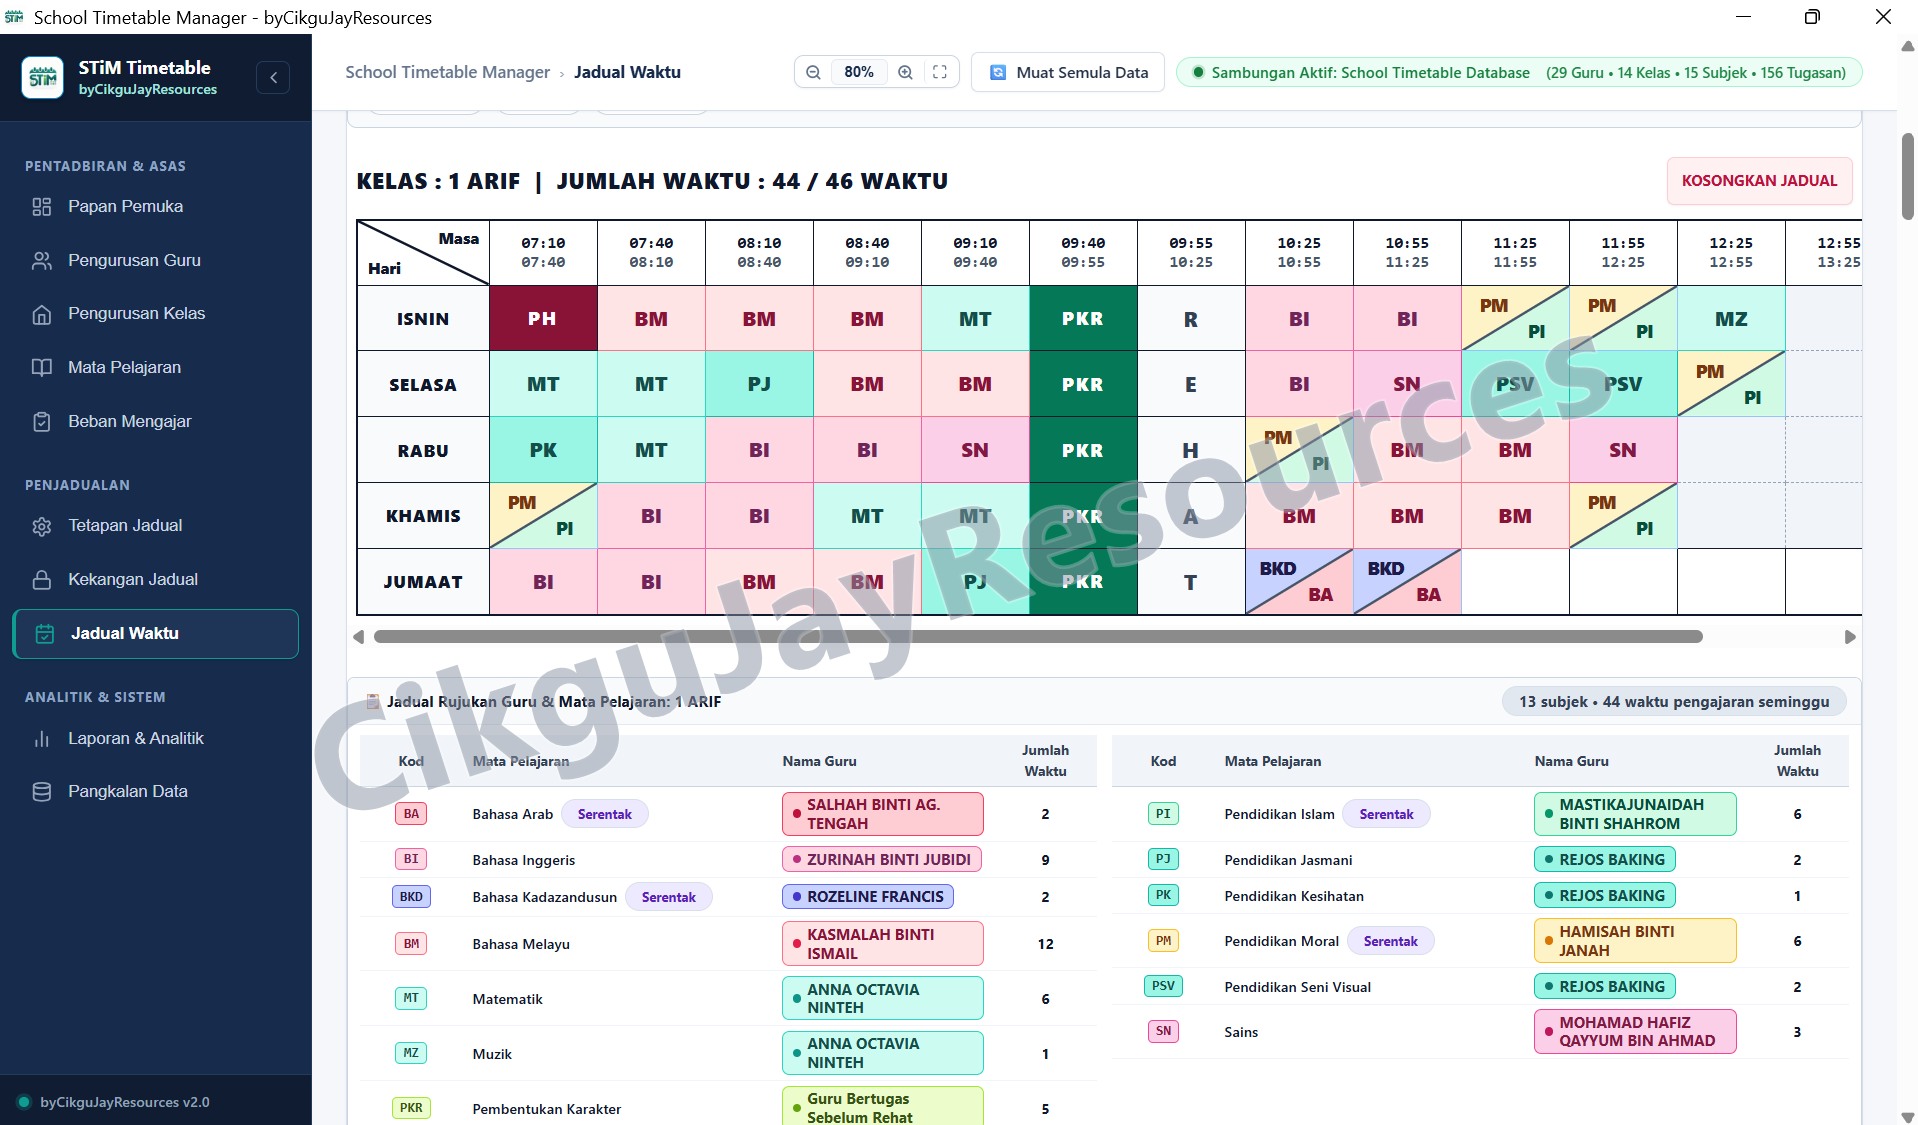 School Timetable Manager - byCikguJayResources
STiM Timetable
byCikguJayResources
PENTADBIRAN & ASAS
Papan Pemuka
Pengurusan Guru
Pengurusan Kelas
Mata Pelajaran
Beban Mengajar
PENJADUALAN
Tetapan Jadual
Kekangan Jadual
Jadual Waktu
ANALITIK & SISTEM
Laporan & Analitik
Pangkalan Data
byCikguJayResources v2.0
School Timetable Manager › Jadual Waktu
80%
Muat Semula Data
Sambungan Aktif: School Timetable Database (29 Guru • 14 Kelas • 15 Subjek • 156 Tugasan)
KELAS : 1 ARIF | JUMLAH WAKTU : 44 / 46 WAKTU
KOSONGKAN JADUAL
Masa
Hari
07:10 07:40 08:10 08:40 09:10 09:40 09:55 10:25 10:55 11:25 11:55 12:25 12:55
07:40 08:10 08:40 09:10 09:40 09:55 10:25 10:55 11:25 11:55 12:25 12:55 13:25
ISNIN PH BM BM BM MT PKR R BI BI PM PI PM PI MZ
SELASA MT MT PJ BM BM PKR E BI SN PSV PSV PM PI
RABU PK MT BI BI SN PKR H PM PI BM BM SN
KHAMIS PM PI BI BI MT MT PKR A BM BM BM PM PI
JUMAAT BI BI BM BM PJ PKR T BKD BA BKD BA
CikguJayResources
Jadual Rujukan Guru & Mata Pelajaran: 1 ARIF
13 subjek • 44 waktu pengajaran seminggu
Kod Mata Pelajaran Nama Guru Jumlah Waktu
BA Bahasa Arab Serentak SALHAH BINTI AG. TENGAH 2
BI Bahasa Inggeris ZURINAH BINTI JUBIDI 9
BKD Bahasa Kadazandusun Serentak ROZELINE FRANCIS 2
BM Bahasa Melayu KASMALAH BINTI ISMAIL 12
MT Matematik ANNA OCTAVIA NINTEH 6
MZ Muzik ANNA OCTAVIA NINTEH 1
PKR Pembentukan Karakter Guru Bertugas Sebelum Rehat 5
Kod Mata Pelajaran Nama Guru Jumlah Waktu
PI Pendidikan Islam Serentak MASTIKAJUNAIDAH BINTI SHAHROM 6
PJ Pendidikan Jasmani REJOS BAKING 2
PK Pendidikan Kesihatan REJOS BAKING 1
PM Pendidikan Moral Serentak HAMISAH BINTI JANAH 6
PSV Pendidikan Seni Visual REJOS BAKING 2
SN Sains MOHAMAD HAFIZ QAYYUM BIN AHMAD 3